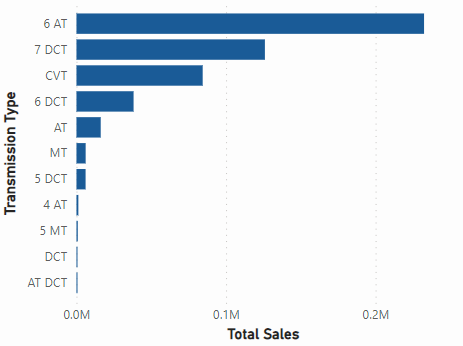 Transmission Type
6 AT
7 DCT
CVT
6 DCT
AT
MT
5 DCT
4 AT
5 MT
DCT
AT DCT
0.0M 0.1M 0.2M
Total Sales